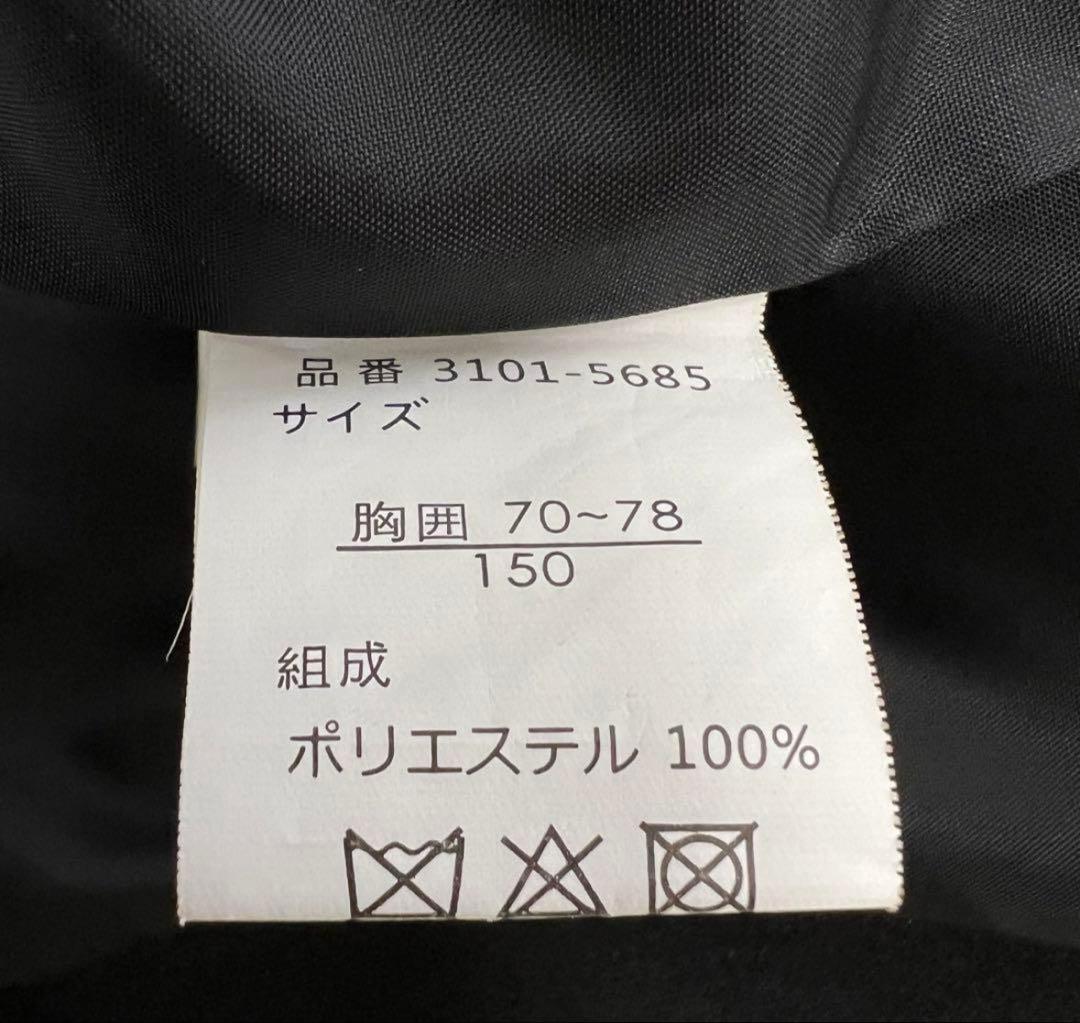 品番 3101-5685
サイズ
胸囲 70~78
150
組成
ポリエステル 100%